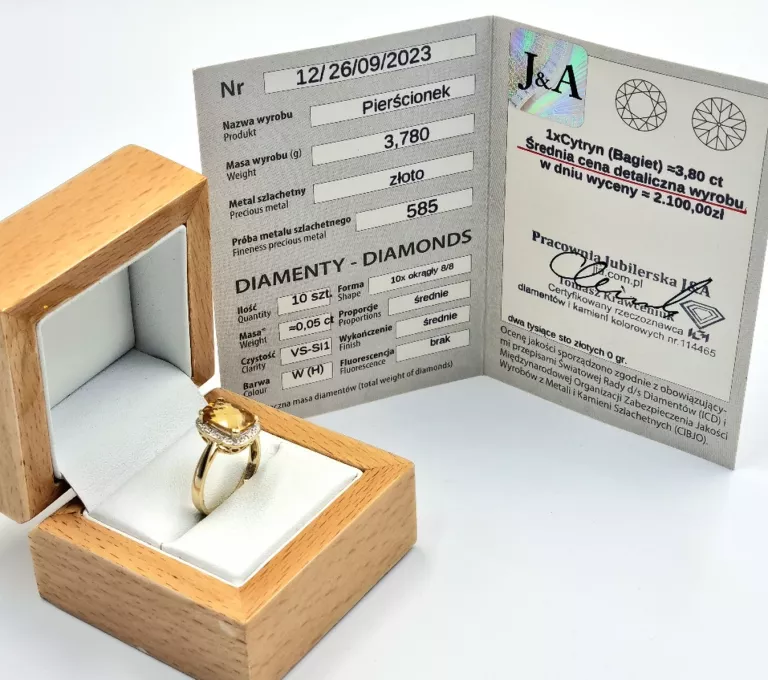 Nr 12/26/09/2023
Nazwa wyrobu
Produkt
Pierścionek
Masa wyrobu (g)
Weight
3,780
Metal szlachetny
Precious metal
złoto
Próba metalu szlachetnego
Fineness precious metal
585
DIAMENTY - DIAMONDS
Ilość
Quantity
10 szt.
Forma
Shape
10x okrągły 8/8
Masa*
Weight
≈0,05 ct
Proporcje
Proportions
średnie
Czystość
Clarity
VS-Si1
Wykończenie
Finish
średnie
Barwa
Colour
W (H)
Fluorescencja
Fluorescence
brak
masa diamentów (total weight of diamonds)
J&A
1xCytryn (Bagiet) ≈3,80 ct
Średnia cena detaliczna wyrobu
w dniu wyceny ≈ 2.100,00zł
Pracownia Jubilerska J&A
.com.pl
Tomasz Krawczeniuk
Certyfikowany rzeczoznawca
diamentów i kamieni kolorowych nr.114465
dwa tysiące sto złotych 0 gr.
Ocenę jakości sporządzono zgodnie z obowiązujący-
mi przepisami Światowej Rady d/s Diamentów (ICD) i
Międzynarodowej Organizacji Zabezpieczenia Jakości
Wyrobów z Metali i Kamieni Szlachetnych (CIBJO).